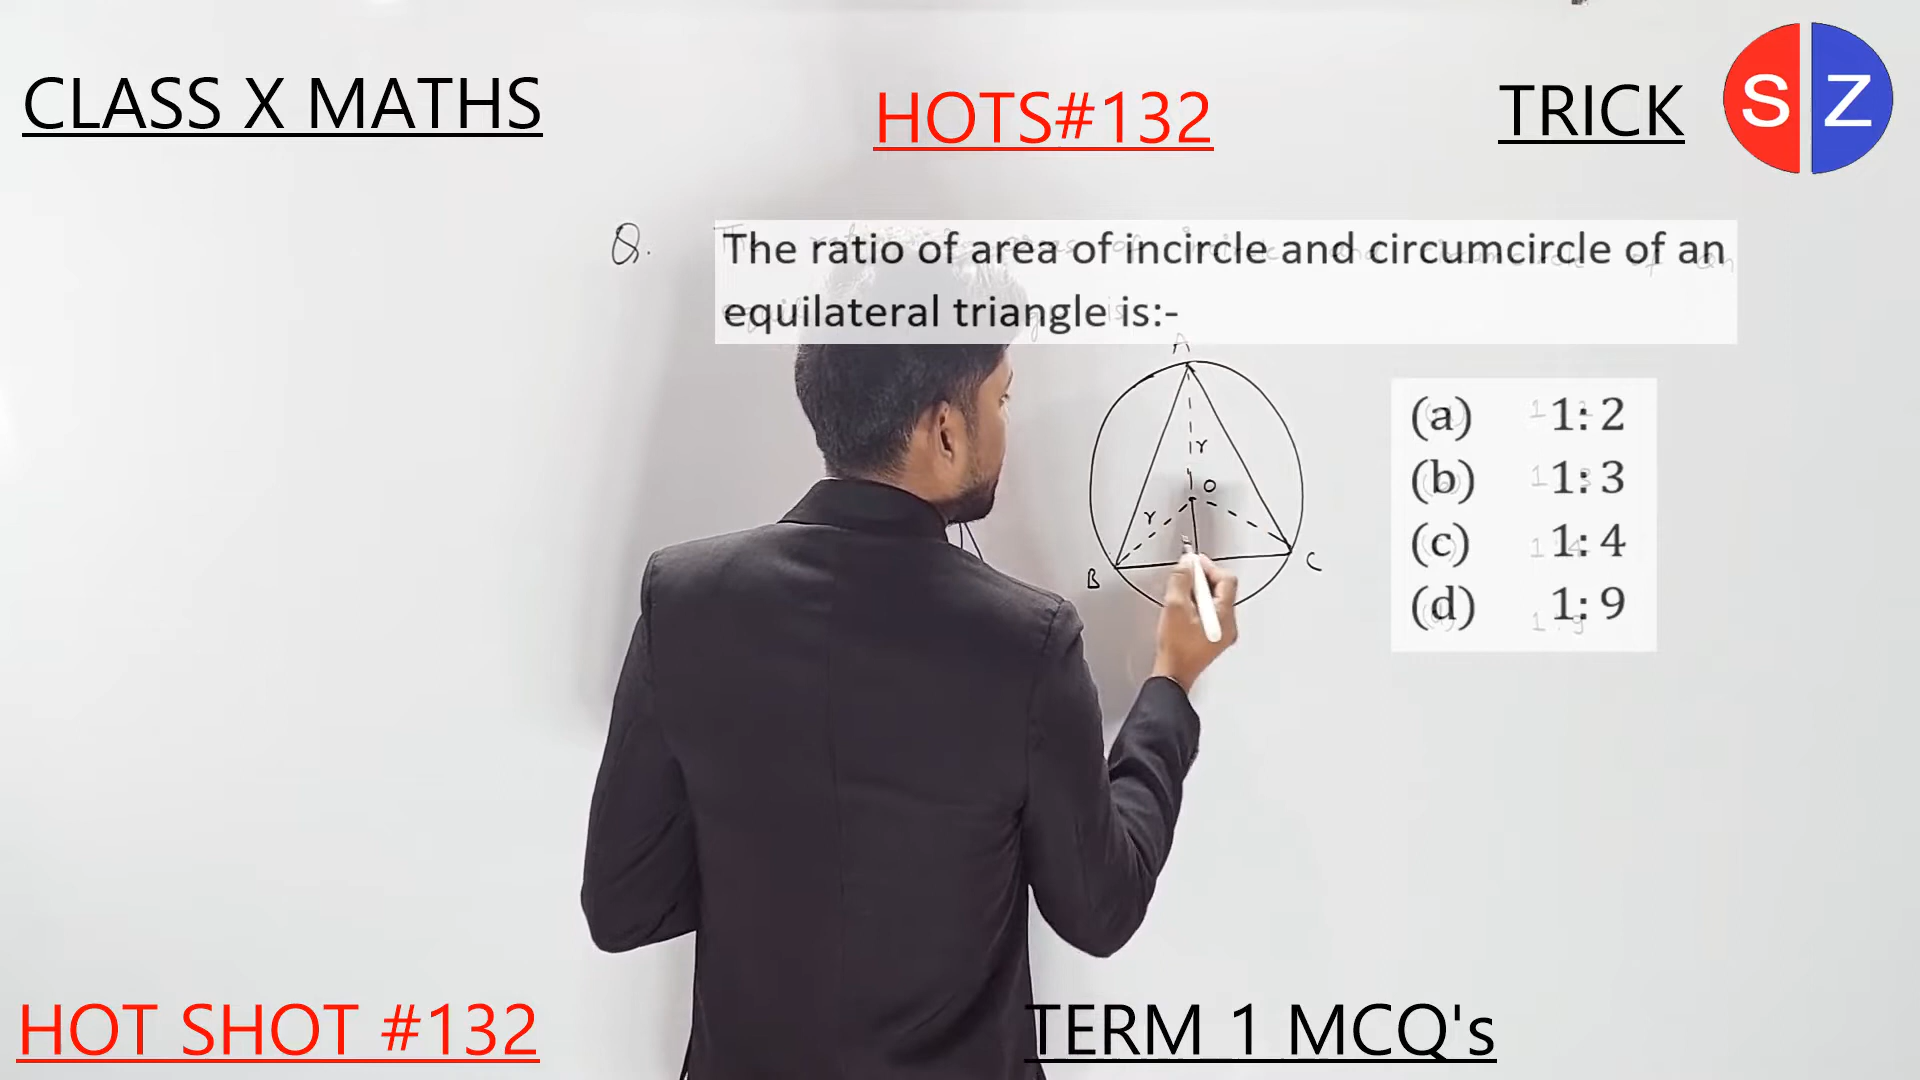 CLASS X MATHS
HOTS#132
TRICK
S Z
Q.
The ratio of area of incircle and circumcircle of an
equilateral triangle is:-
A
r
O
r
B
C
(a) 1:2
(b) 1:3
(c) 1:4
(d) 1:9
HOT SHOT #132
TERM 1 MCQ's